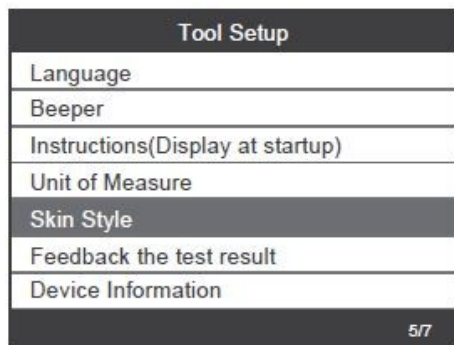 Tool Setup
Language
Beeper
Instructions(Display at startup)
Unit of Measure
Skin Style
Feedback the test result
Device Information
5/7